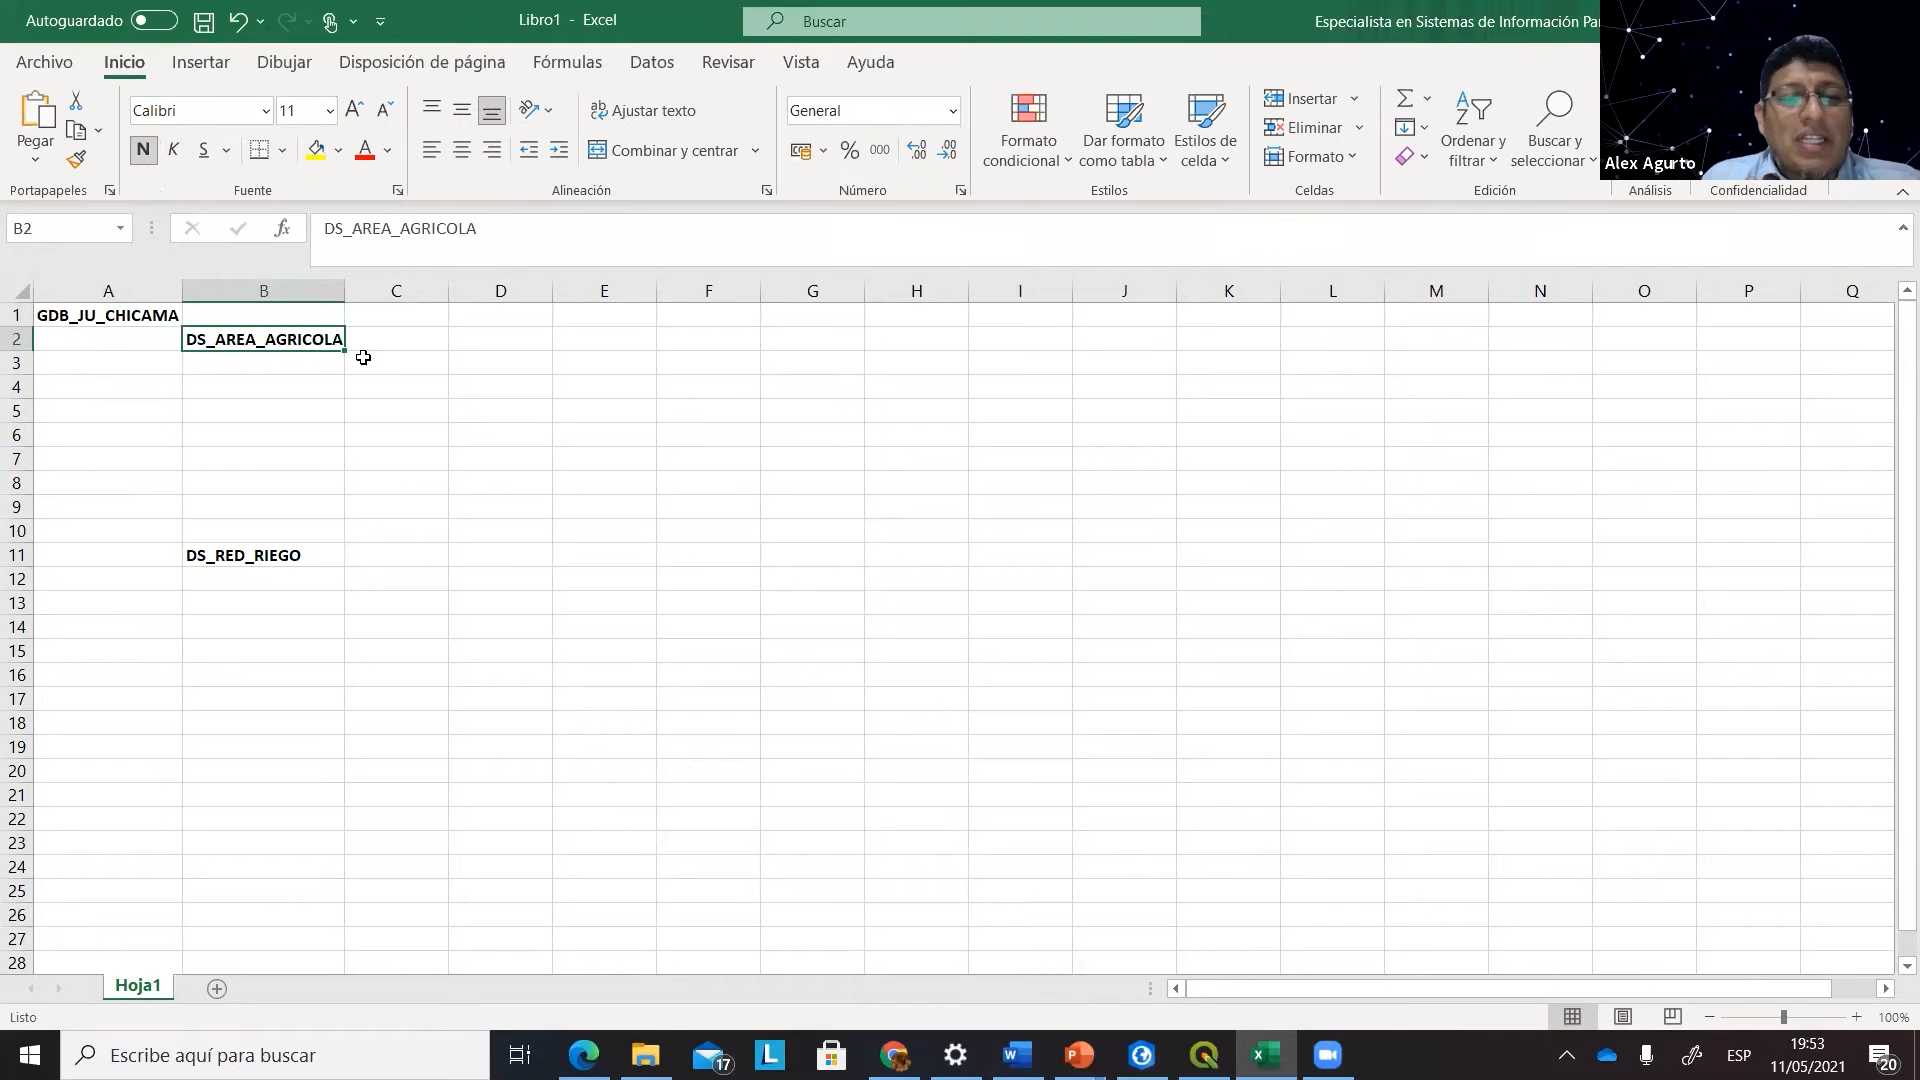 Autoguardado
Libro1 - Excel
Buscar
Especialista en Sistemas de Información
Archivo Inicio Insertar Dibujar Disposición de página Fórmulas Datos Revisar Vista Ayuda
Pegar
Portapapeles
Calibri 11
N K S A
Fuente
Ajustar texto
Combinar y centrar
Alineación
General
% 000
Número
Formato condicional
Dar formato como tabla
Estilos de celda
Estilos
Insertar
Eliminar
Formato
Celdas
Ordenar y filtrar
Buscar y seleccionar
Edición
Análisis
Confidencialidad
Alex Agurto
B2 fx DS_AREA_AGRICOLA
A B C D E F G H I J K L M N O P Q
1 GDB_JU_CHICAMA
2 DS_AREA_AGRICOLA
3
4
5
6
7
8
9
10
11 DS_RED_RIEGO
12
13
14
15
16
17
18
19
20
21
22
23
24
25
26
27
28
Hoja1
Listo
100%
Escribe aquí para buscar
17
ESP
19:53
11/05/2021
20